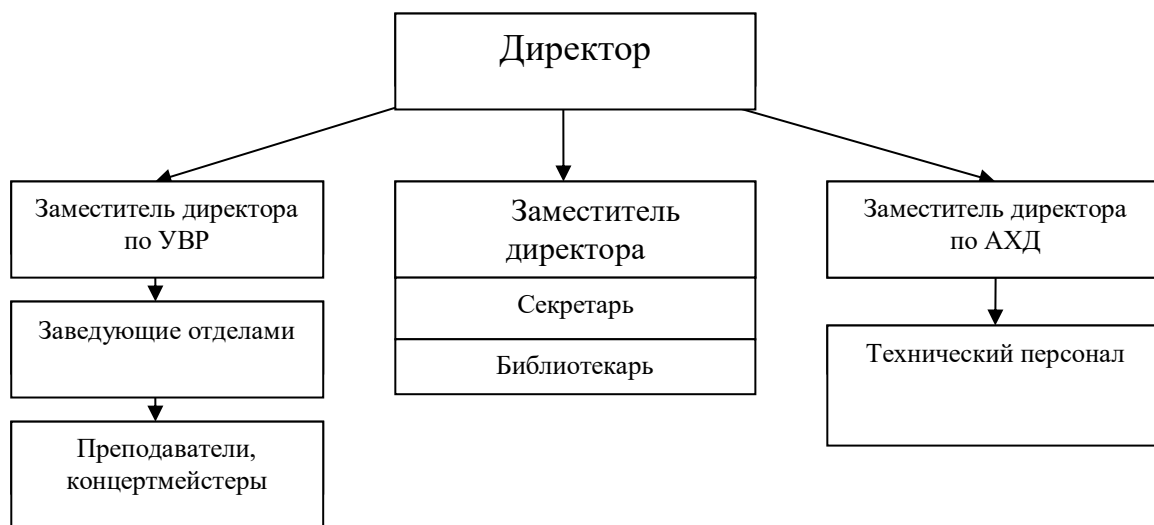 Директор
Заместитель директора
по УВР
Заместитель
директора
Заместитель директора
по АХД
Секретарь
Заведующие отделами
Библиотекарь
Технический персонал
Преподаватели,
концертмейстеры